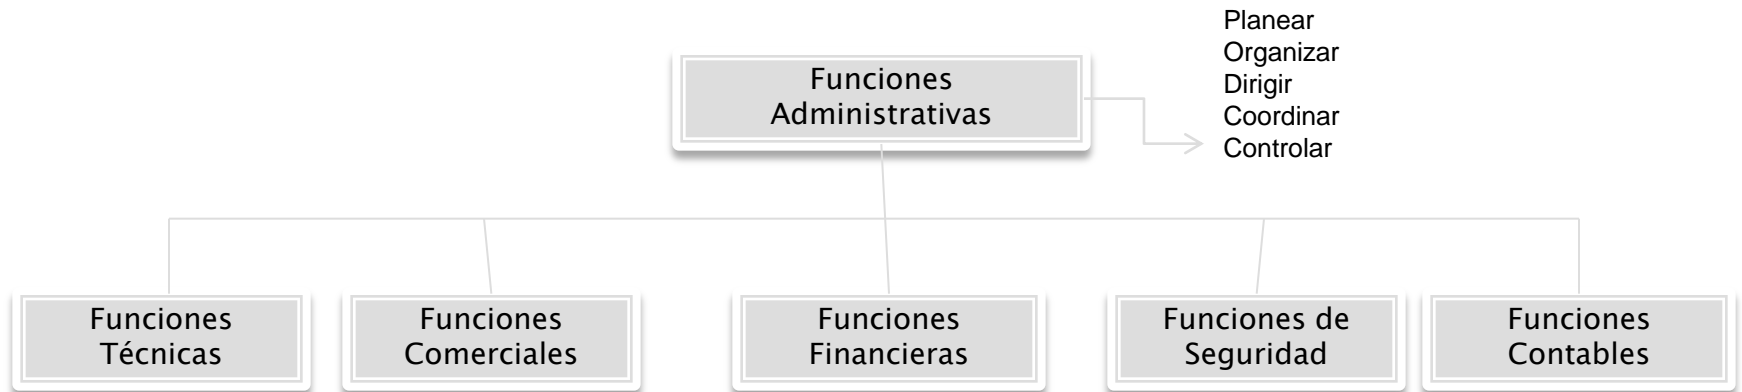 Planear
Organizar
Dirigir
Coordinar
Controlar
Funciones
Administrativas
Funciones
Técnicas
Funciones
Comerciales
Funciones
Financieras
Funciones de
Seguridad
Funciones
Contables